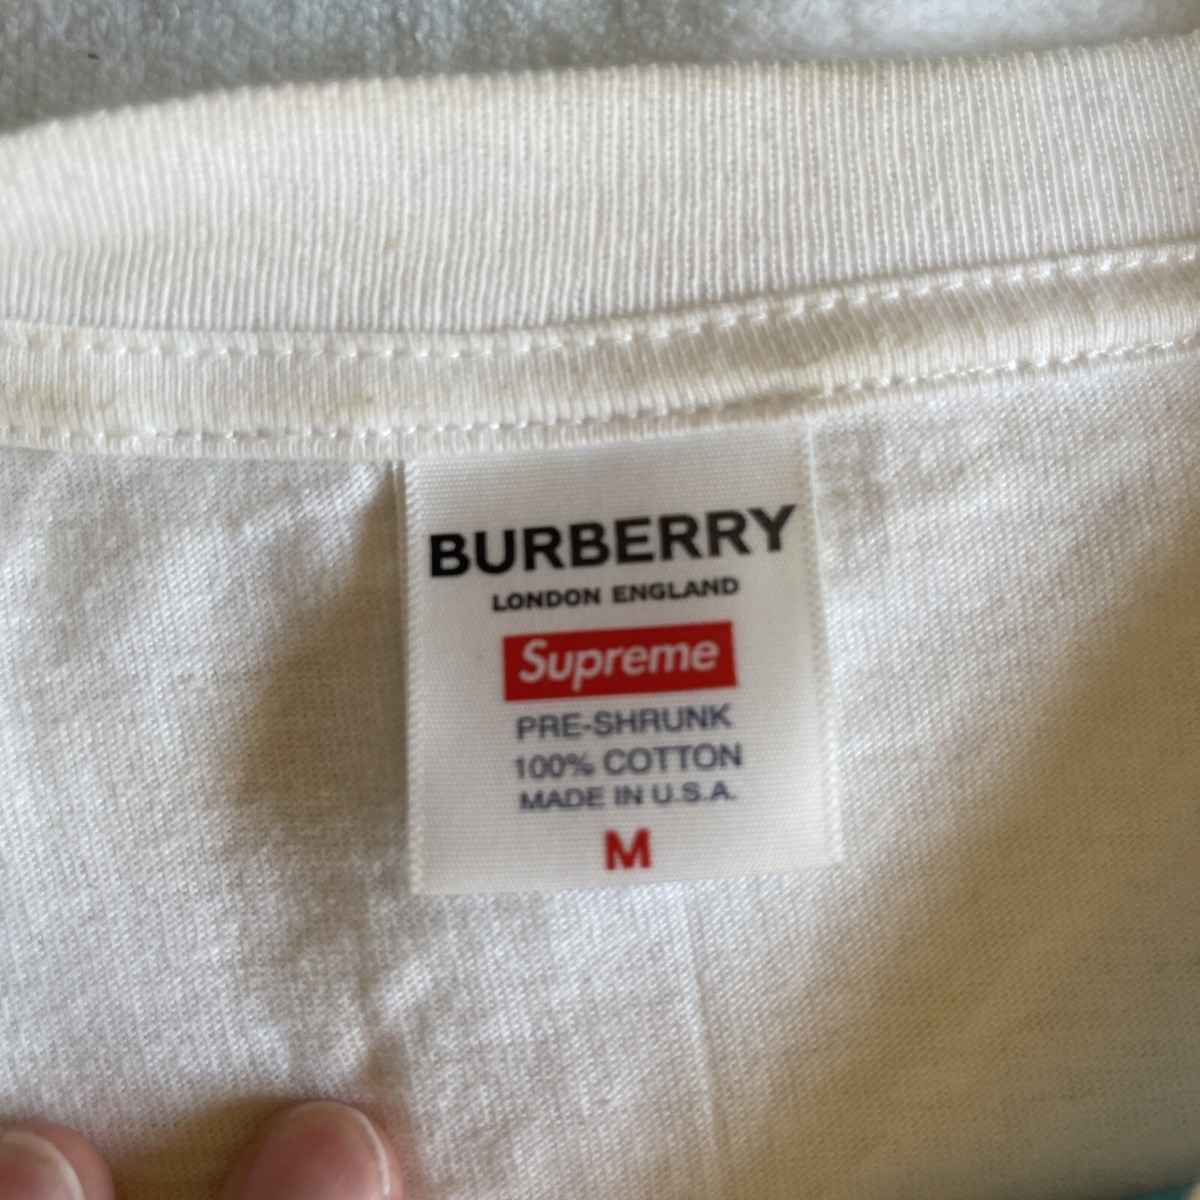 BURBERRY
LONDON ENGLAND
Supreme
PRE-SHRUNK
100% COTTON
MADE IN U.S.A.
M